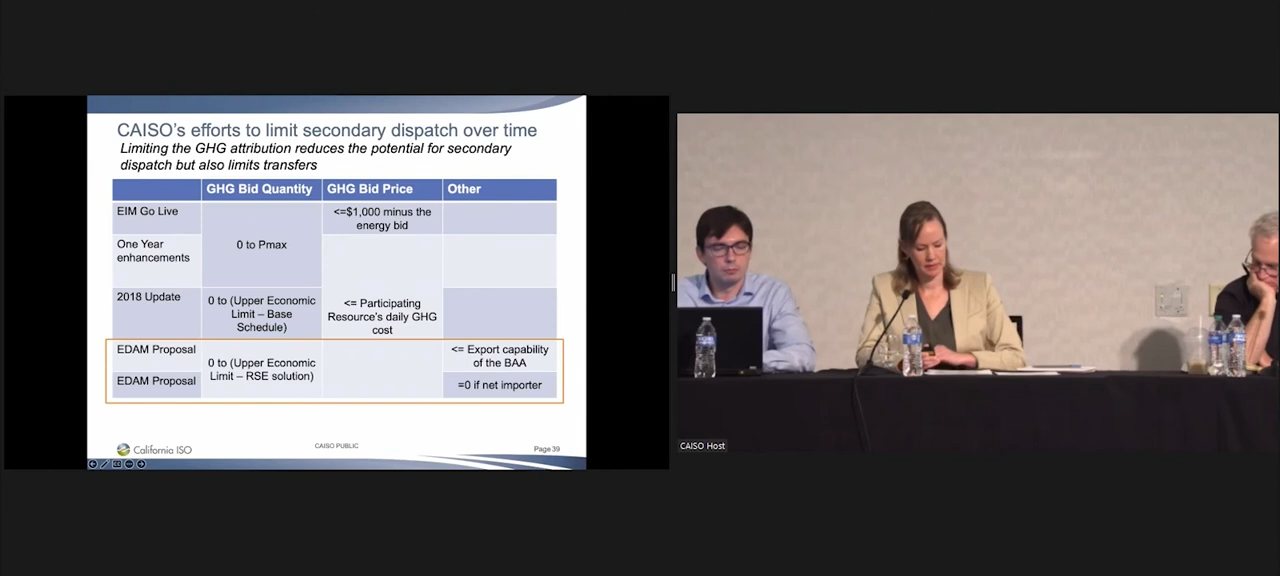 CAISO's efforts to limit secondary dispatch over time
Limiting the GHG attribution reduces the potential for secondary
dispatch but also limits transfers
GHG Bid Quantity GHG Bid Price Other
EIM Go Live
<=$1,000 minus the
energy bid
One Year
enhancements
0 to Pmax
2018 Update
0 to (Upper Economic
Limit – Base
Schedule)
<= Participating
Resource's daily GHG
cost
EDAM Proposal
0 to (Upper Economic
Limit – RSE solution)
<= Export capability
of the BAA
EDAM Proposal
=0 if net importer
California ISO
CAISO PUBLIC
Page 39
CAISO Host